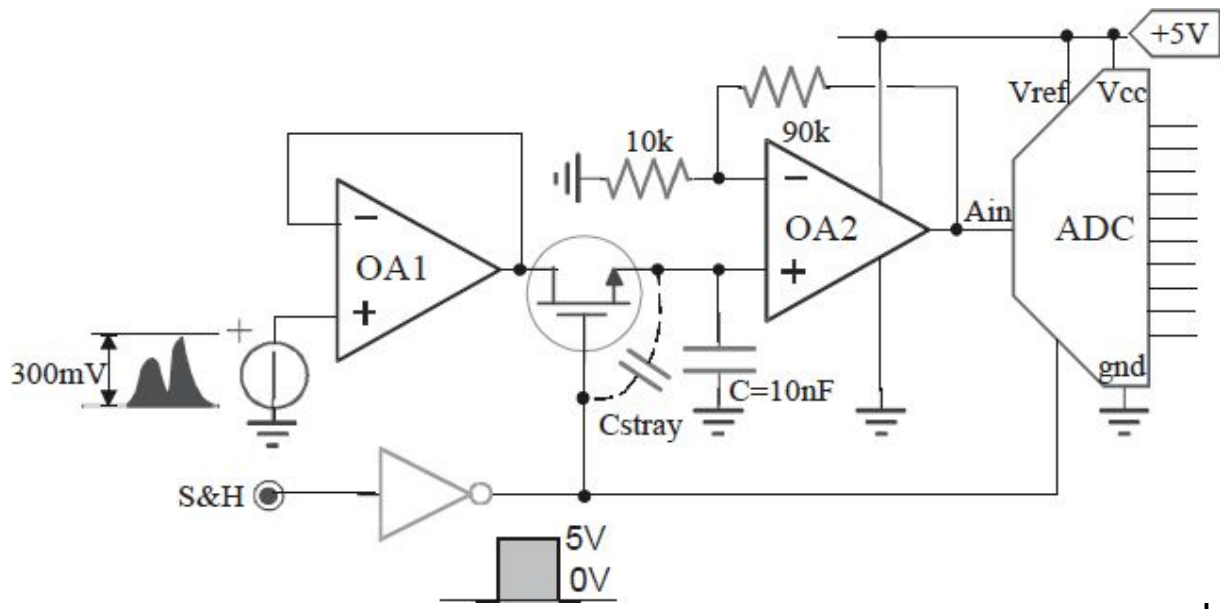 +5V
Vref
Vcc
90k
10k
−
OA2
+
Ain
ADC
−
OA1
+
+
300mV
gnd
C=10nF
Cstray
S&H
5V
0V